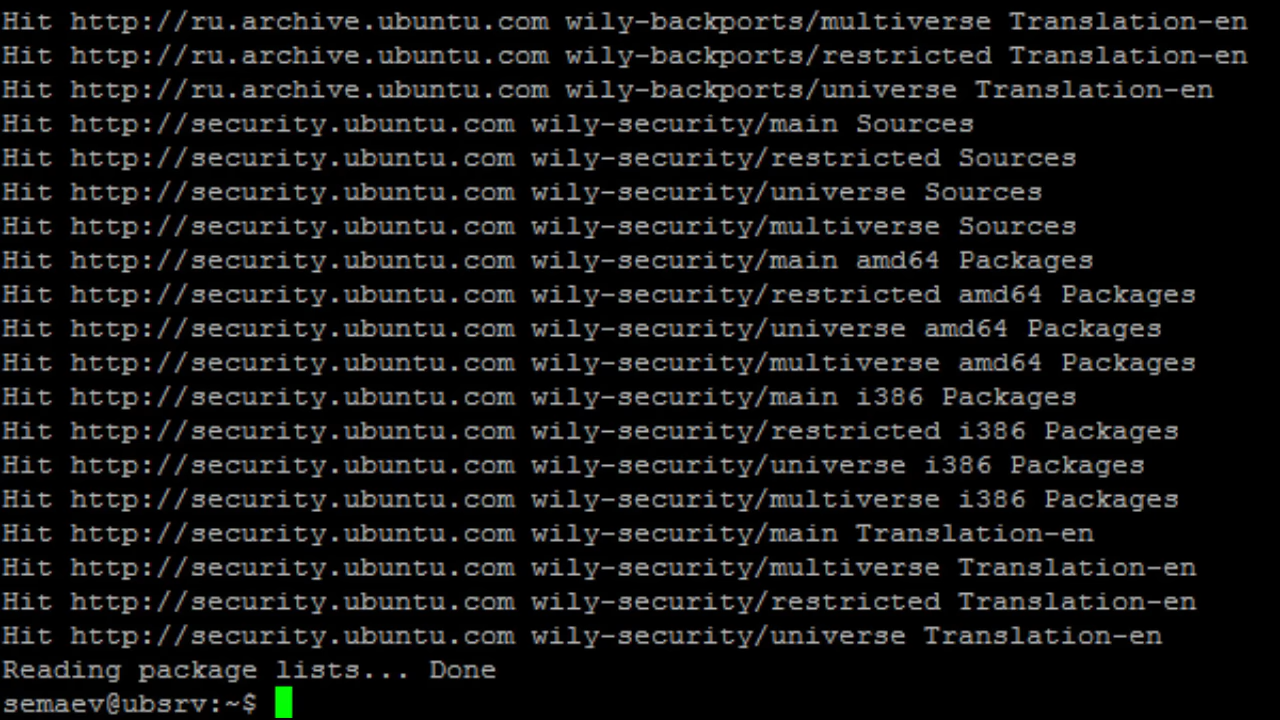 Hit http://ru.archive.ubuntu.com wily-backports/multiverse Translation-en
Hit http://ru.archive.ubuntu.com wily-backports/restricted Translation-en
Hit http://ru.archive.ubuntu.com wily-backports/universe Translation-en
Hit http://security.ubuntu.com wily-security/main Sources
Hit http://security.ubuntu.com wily-security/restricted Sources
Hit http://security.ubuntu.com wily-security/universe Sources
Hit http://security.ubuntu.com wily-security/multiverse Sources
Hit http://security.ubuntu.com wily-security/main amd64 Packages
Hit http://security.ubuntu.com wily-security/restricted amd64 Packages
Hit http://security.ubuntu.com wily-security/universe amd64 Packages
Hit http://security.ubuntu.com wily-security/multiverse amd64 Packages
Hit http://security.ubuntu.com wily-security/main i386 Packages
Hit http://security.ubuntu.com wily-security/restricted i386 Packages
Hit http://security.ubuntu.com wily-security/universe i386 Packages
Hit http://security.ubuntu.com wily-security/multiverse i386 Packages
Hit http://security.ubuntu.com wily-security/main Translation-en
Hit http://security.ubuntu.com wily-security/multiverse Translation-en
Hit http://security.ubuntu.com wily-security/restricted Translation-en
Hit http://security.ubuntu.com wily-security/universe Translation-en
Reading package lists... Done
semaev@ubsrv:~$